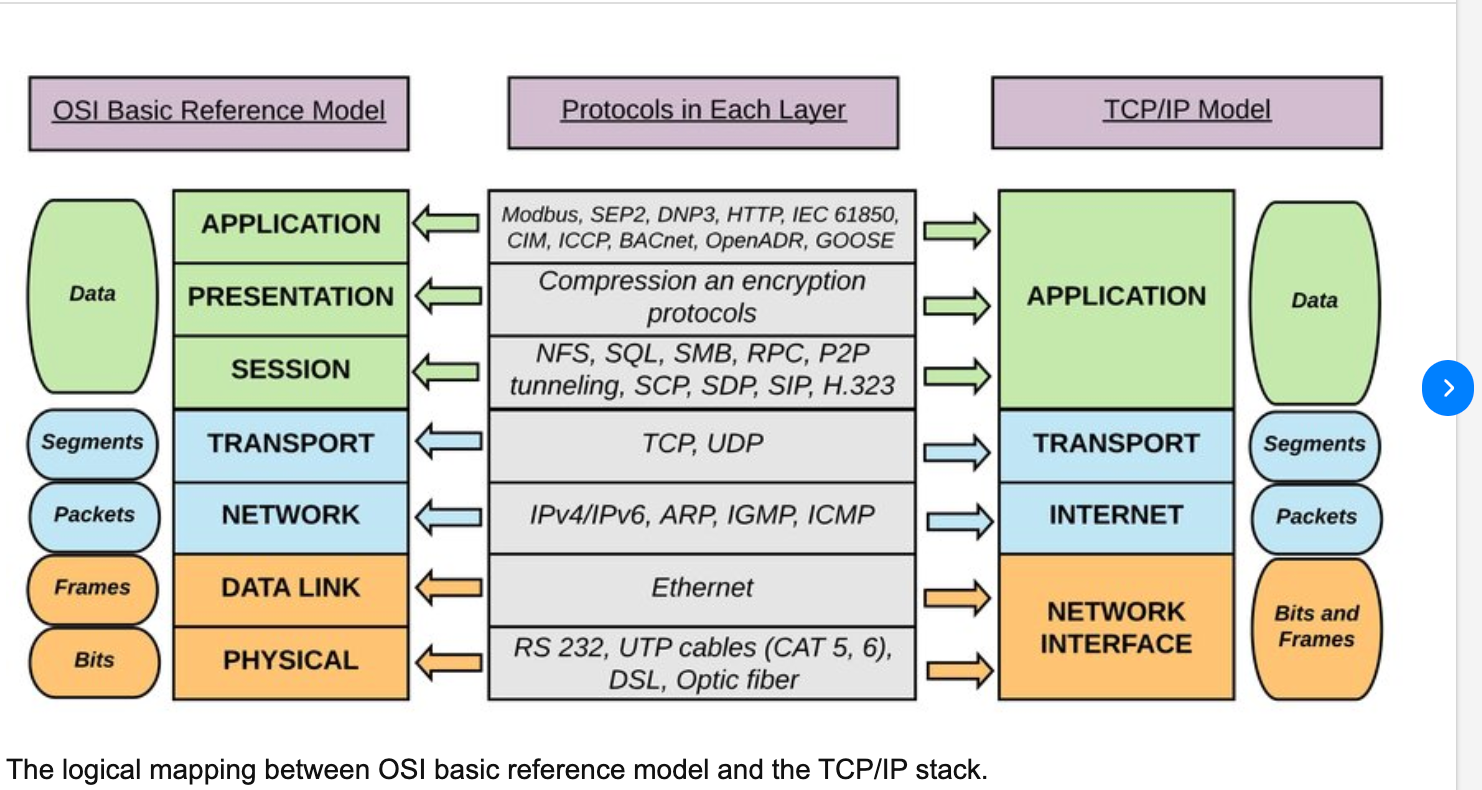 OSI Basic Reference Model
Protocols in Each Layer
TCP/IP Model
Data
APPLICATION
PRESENTATION
SESSION
Modbus, SEP2, DNP3, HTTP, IEC 61850,
CIM, ICCP, BACnet, OpenADR, GOOSE
Compression an encryption
protocols
NFS, SQL, SMB, RPC, P2P
tunneling, SCP, SDP, SIP, H.323
APPLICATION
Data
Segments
TRANSPORT
TCP, UDP
TRANSPORT
Segments
Packets
NETWORK
IPv4/IPv6, ARP, IGMP, ICMP
INTERNET
Packets
Frames
DATA LINK
Ethernet
Bits
PHYSICAL
RS 232, UTP cables (CAT 5, 6),
DSL, Optic fiber
NETWORK
INTERFACE
Bits and
Frames
The logical mapping between OSI basic reference model and the TCP/IP stack.